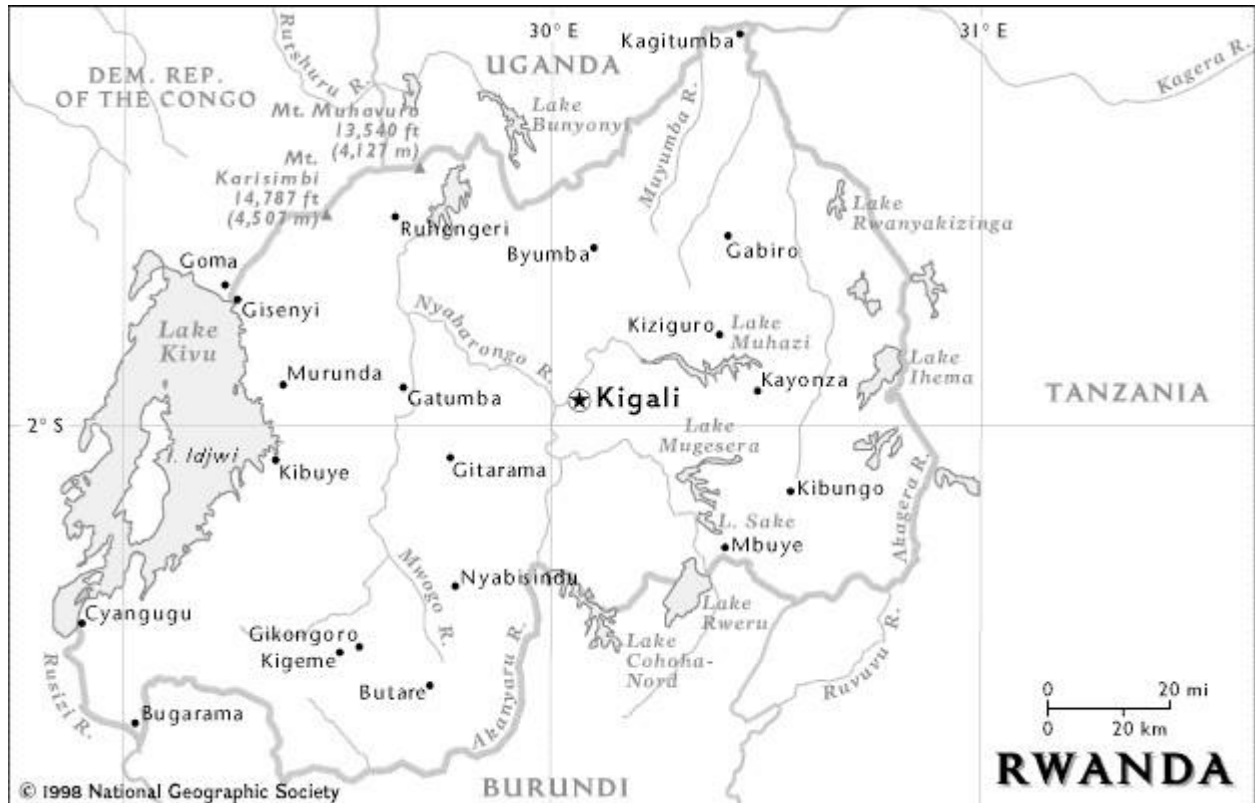 30° E
31° E
Kagitumba
UGANDA
DEM. REP.
OF THE CONGO
Rutshuru R.
Kagera R.
Mt. Muhavura
13,540 ft
(4,127 m)
Lake
Bunyonyi
Muyumba R.
Mt.
Karisimbi
14,787 ft
(4,507 m)
Lake
Rwanyakizinga
Ruhengeri
Byumba
Gabiro
Goma
Gisenyi
Lake
Kivu
Nyabarongo R.
Kiziguro
Lake
Muhazi
Lake
Ihema
Murunda
Gatumba
Kigali
Kayonza
TANZANIA
2° S
Lake
Mugesera
I. Idjwi
Kibuye
Gitarama
Kibungo
Akagera R.
L. Sake
Mbuye
Mwogo R.
Nyabisindu
Lake
Rweru
Cyangugu
Gikongoro
Kigeme
Lake
Cohoha-
Nord
Ruvuvu R.
Akanyaru R.
Butare
Rusizi R.
Bugarama
0 20 mi
0 20 km
RWANDA
BURUNDI
© 1998 National Geographic Society